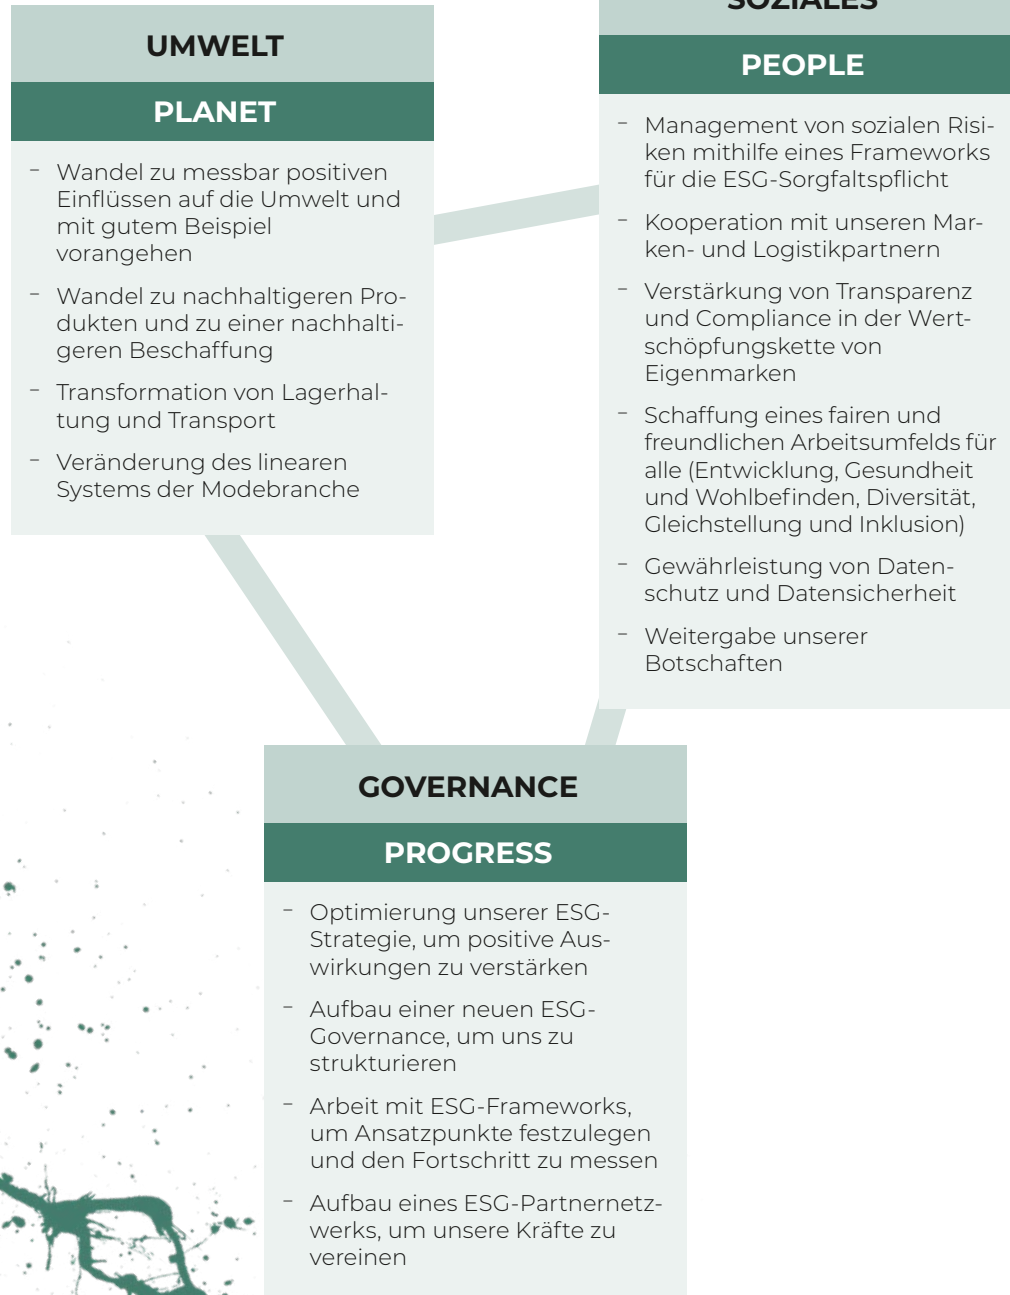 UMWELT
PLANET
- Wandel zu messbar positiven
Einflüssen auf die Umwelt und
mit gutem Beispiel
vorangehen
- Wandel zu nachhaltigeren Pro-
dukten und zu einer nachhalti-
geren Beschaffung
- Transformation von Lagerhal-
tung und Transport
- Veränderung des linearen
Systems der Modebranche
SOZIALES
PEOPLE
- Management von sozialen Risi-
ken mithilfe eines Frameworks
für die ESG-Sorgfaltspflicht
- Kooperation mit unseren Mar-
ken- und Logistikpartnern
- Verstärkung von Transparenz
und Compliance in der Wert-
schöpfungskette von
Eigenmarken
- Schaffung eines fairen und
freundlichen Arbeitsumfelds für
alle (Entwicklung, Gesundheit
und Wohlbefinden, Diversität,
Gleichstellung und Inklusion)
- Gewährleistung von Daten-
schutz und Datensicherheit
- Weitergabe unserer
Botschaften
GOVERNANCE
PROGRESS
- Optimierung unserer ESG-
Strategie, um positive Aus-
wirkungen zu verstärken
- Aufbau einer neuen ESG-
Governance, um uns zu
strukturieren
- Arbeit mit ESG-Frameworks,
um Ansatzpunkte festzulegen
und den Fortschritt zu messen
- Aufbau eines ESG-Partnernetz-
werks, um unsere Kräfte zu
vereinen